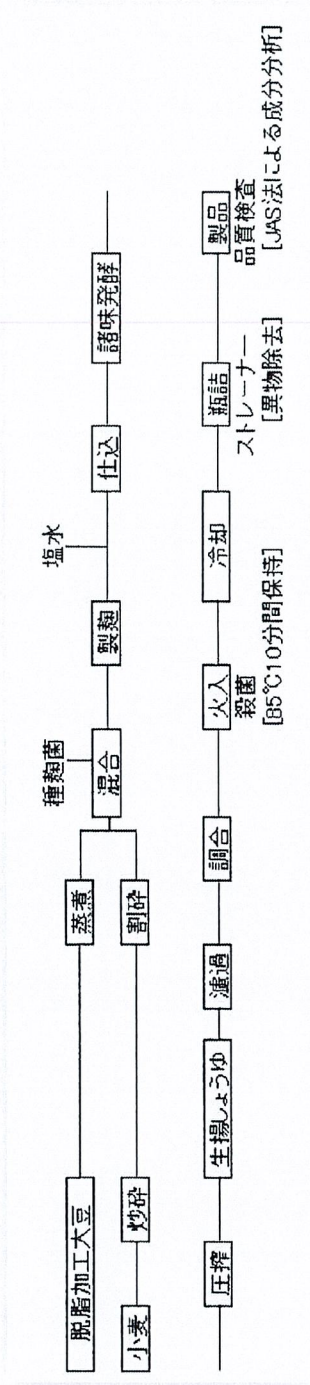 脱脂加工大豆
蒸煮
小麦
炒砕
割砕
種麹菌
混合
製麹
塩水
仕込
諸味発酵
圧搾
生揚しょうゆ
濾過
調合
火入
殺菌
[85℃10分間保持]
冷却
瓶詰
ストレーナー
[異物除去]
製品
品質検査
[JAS法による成分分析]